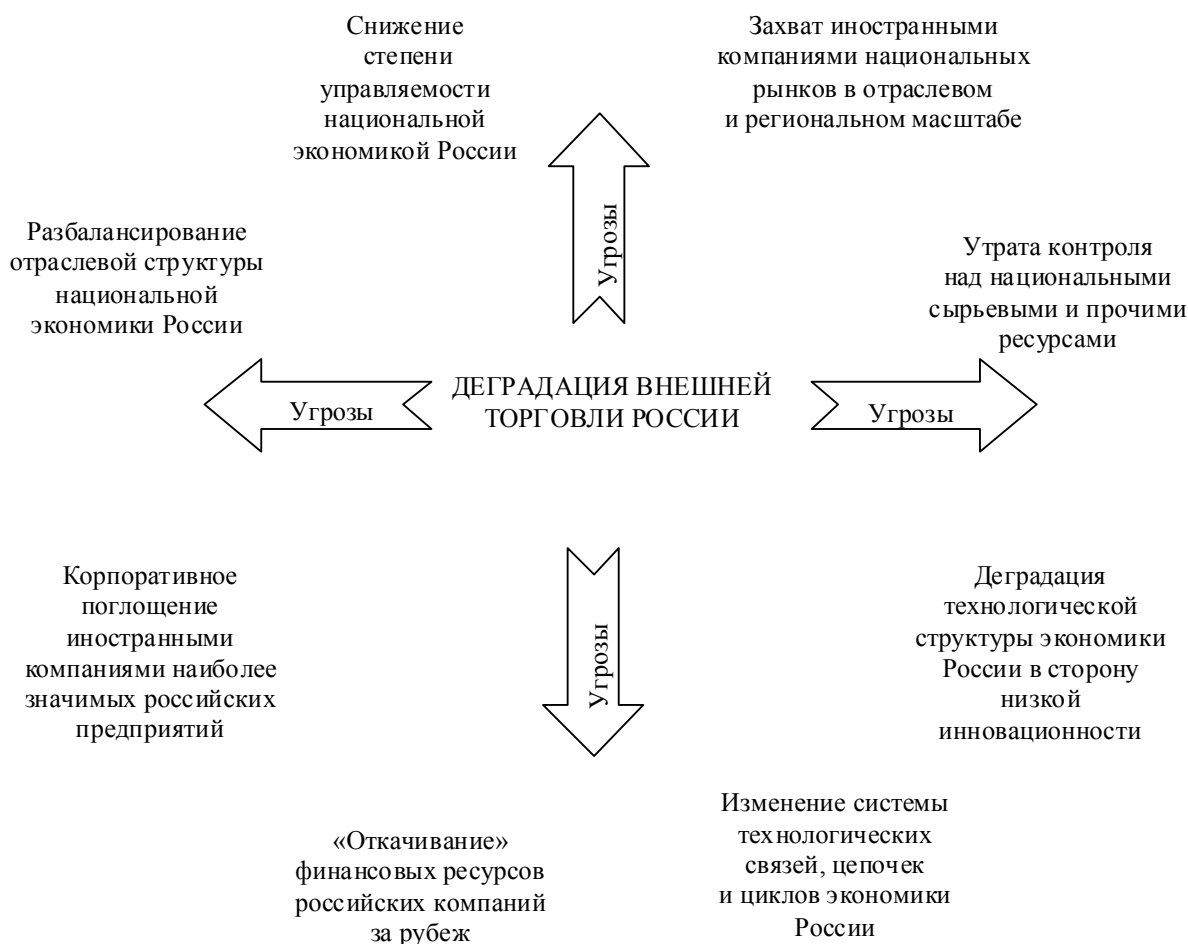 Снижение
степени
управляемости
национальной
экономикой России
Захват иностранными
компаниями национальных
рынков в отраслевом
и региональном масштабе
Угрозы
Разбалансирование
отраслевой структуры
национальной
экономики России
Утрата контроля
над национальными
сырьевыми и прочими
ресурсами
Угрозы
ДЕГРАДАЦИЯ ВНЕШНЕЙ
ТОРГОВЛИ РОССИИ
Угрозы
Корпоративное
поглощение
иностранными
компаниями наиболее
значимых российских
предприятий
Угрозы
Деградация
технологической
структуры экономики
России в сторону
низкой
инновационности
«Откачивание»
финансовых ресурсов
российских компаний
за рубеж
Изменение системы
технологических
связей, цепочек
и циклов экономики
России